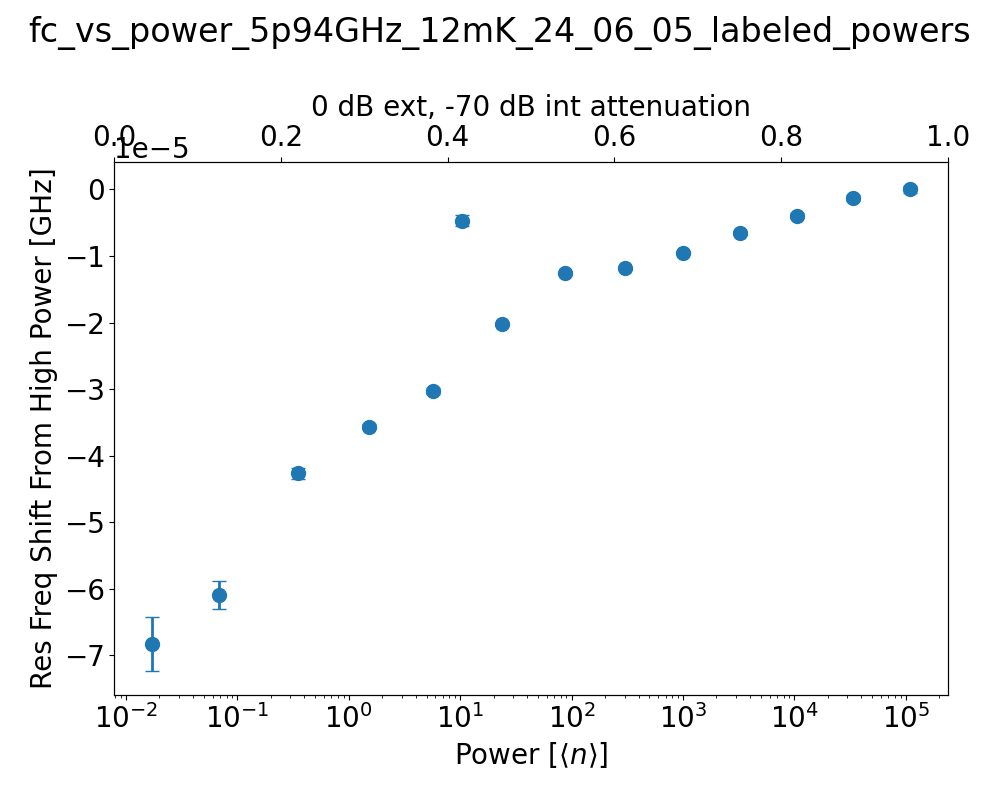 fc_vs_power_5p94GHz_12mK_24_06_05_labeled_powers
0 dB ext, -70 dB int attenuation
0.0 0.2 0.4 0.6 0.8 1.0
1e−5
Res Freq Shift From High Power [GHz]
0
−1
−2
−3
−4
−5
−6
−7
10⁻² 10⁻¹ 10⁰ 10¹ 10² 10³ 10⁴ 10⁵
Power [⟨n⟩]